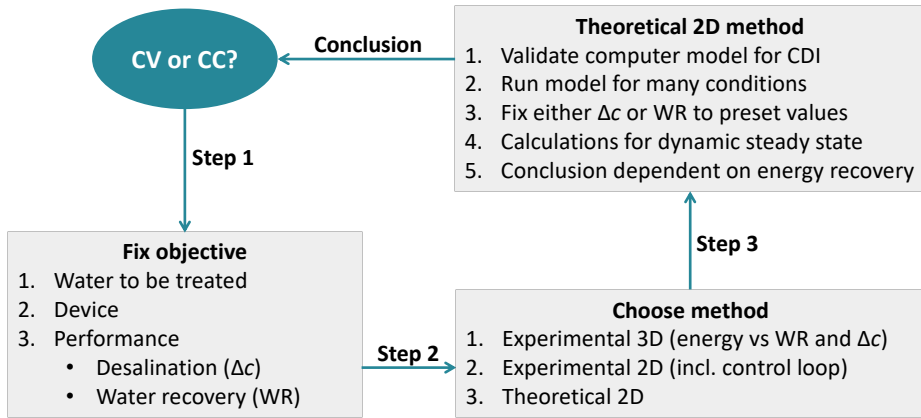 CV or CC?
Step 1
Fix objective
1. Water to be treated
2. Device
3. Performance
• Desalination (Δc)
• Water recovery (WR)
Step 2
Choose method
1. Experimental 3D (energy vs WR and Δc)
2. Experimental 2D (incl. control loop)
3. Theoretical 2D
Step 3
Theoretical 2D method
1. Validate computer model for CDI
2. Run model for many conditions
3. Fix either Δc or WR to preset values
4. Calculations for dynamic steady state
5. Conclusion dependent on energy recovery
Conclusion